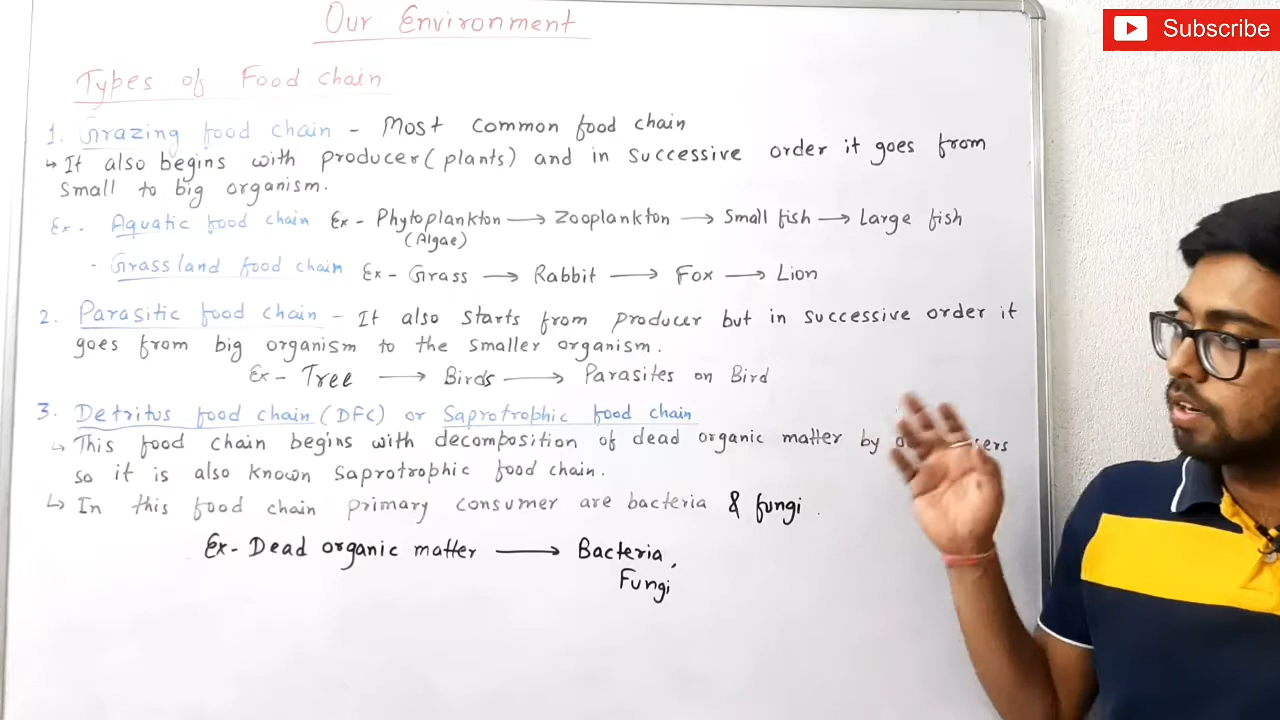 Our Environment
Subscribe
Types of Food chain
1. Grazing food chain - Most common food chain
↳ It also begins with producer (plants) and in successive order it goes from
small to big organism.
Ex - Aquatic food chain Ex - Phytoplankton → Zooplankton → Small fish → Large fish
(Algae)
- Grass land food chain Ex - Grass → Rabbit → Fox → Lion
2. Parasitic food chain - It also starts from producer but in successive order it
goes from big organism to the smaller organism.
Ex - Tree → Birds → Parasites on Bird
3. Detritus food chain (DFC) or Saprotrophic food chain
↳ This food chain begins with decomposition of dead organic matter by
so it is also known Saprotrophic food chain.
↳ In this food chain primary consumer are bacteria & fungi.
Ex - Dead organic matter → Bacteria,
Fungi